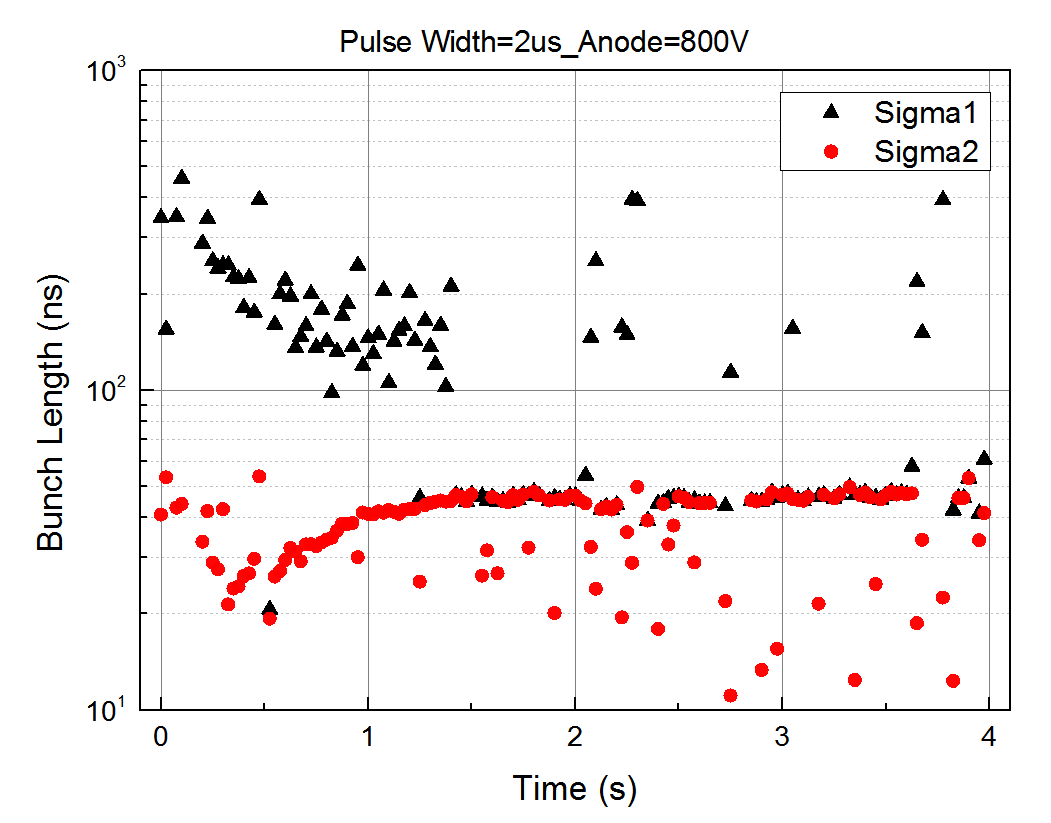 Pulse Width=2us_Anode=800V
10³
Sigma1
Sigma2
10²
10¹
Bunch Length (ns)
0 1 2 3 4
Time (s)